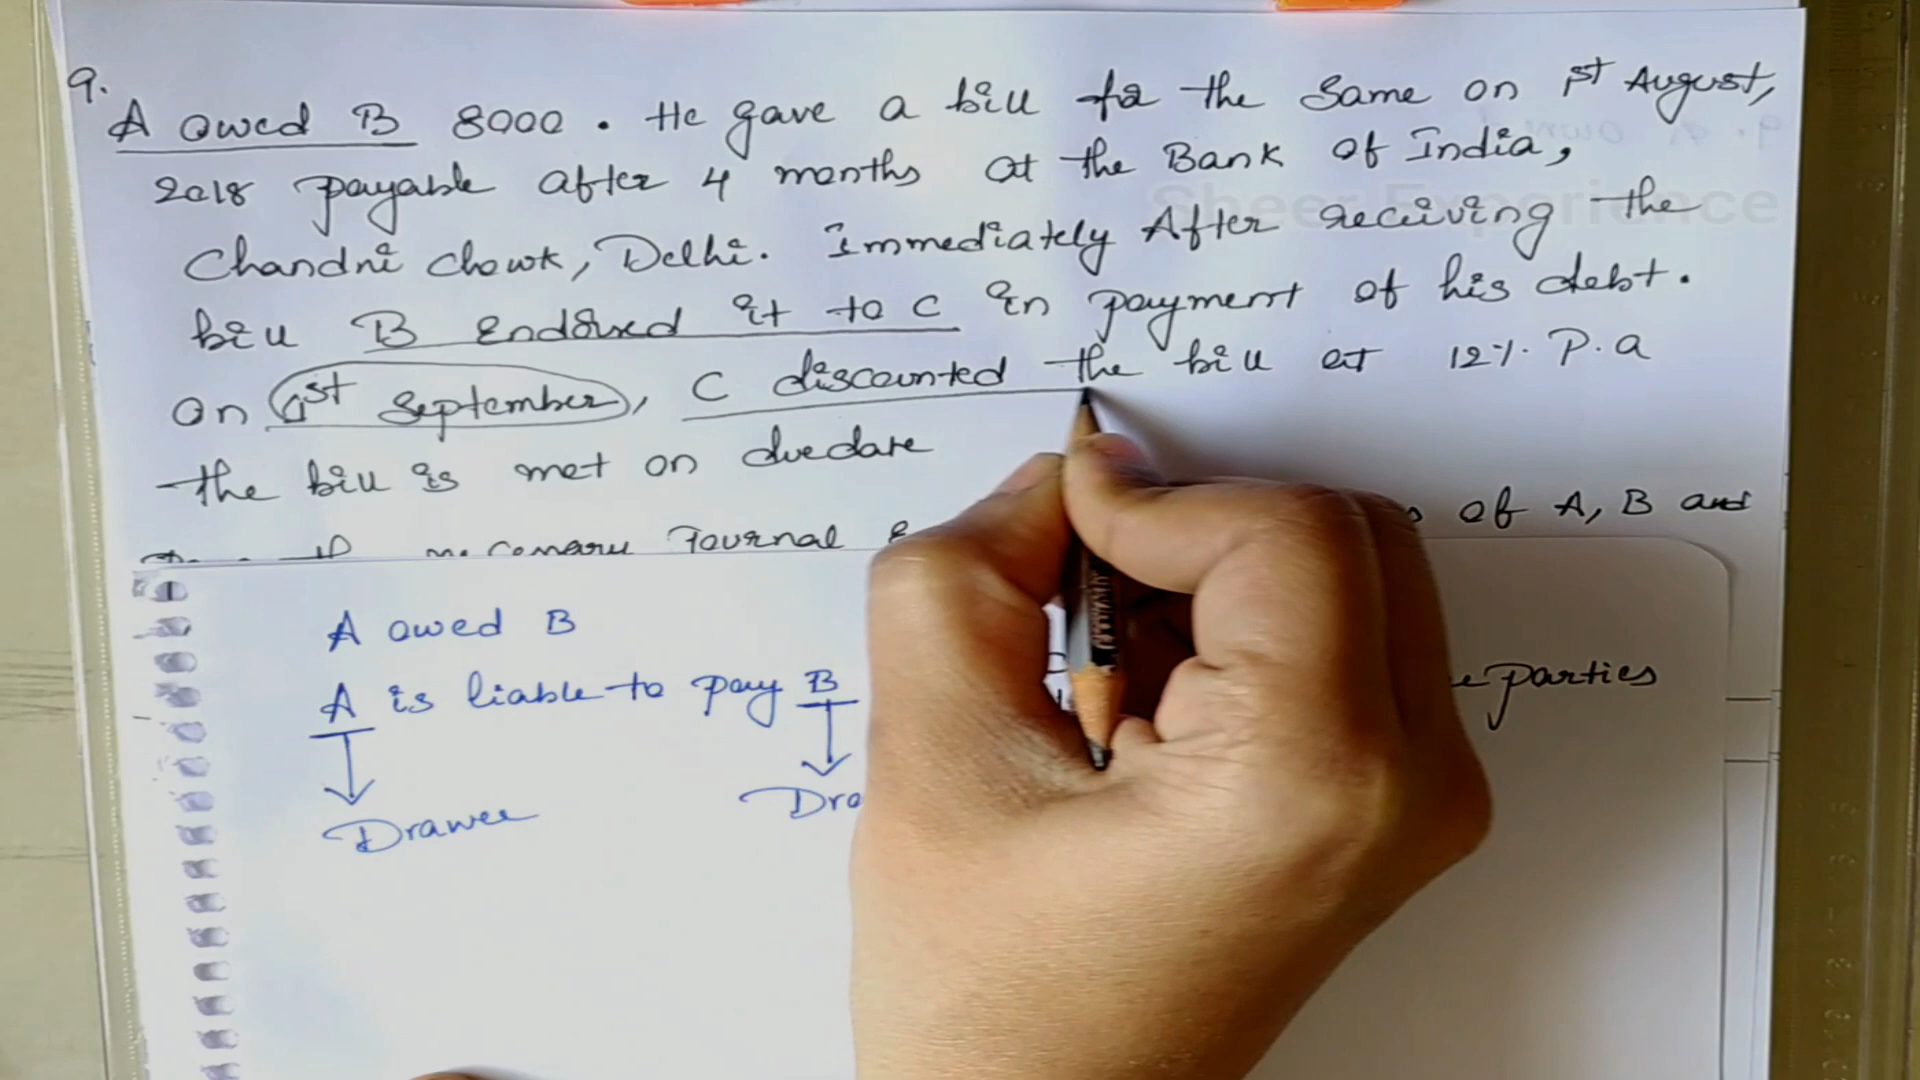 9.
A owed B 8000. He gave a bill for the same on 1st August,
2018 payable after 4 months at the Bank of India,
Sheer Experience
Chandni chowk, Delhi. Immediately After receiving the
bill B Endorsed it to C in payment of his debt.
On 1st September, C discounted the bill at 12%. P.a
the bill is met on duedate
Journal of A, B and
A owed B
A is liable to pay B
parties
Drawee